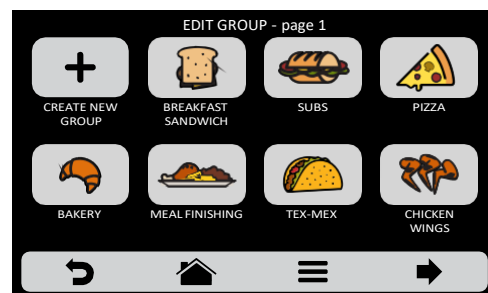 EDIT GROUP - page 1
CREATE NEW
GROUP
BREAKFAST
SANDWICH
SUBS
PIZZA
BAKERY
MEAL FINISHING
TEX-MEX
CHICKEN
WINGS